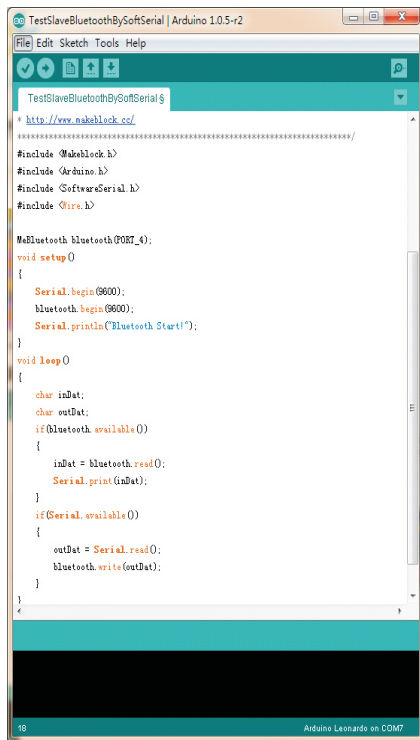 TestSlaveBluetoothBySoftSerial | Arduino 1.0.5-r2
File Edit Sketch Tools Help
TestSlaveBluetoothBySoftSerial §
* http://www.makeblock.cc/
**************************************************************************/
#include <Makeblock.h>
#include <Arduino.h>
#include <SoftwareSerial.h>
#include <Wire.h>
MeBluetooth bluetooth(PORT_4);
void setup()
{
Serial.begin(9600);
bluetooth.begin(9600);
Serial.println("Bluetooth Start!");
}
void loop()
{
char inDat;
char outDat;
if(bluetooth.available())
{
inDat = bluetooth.read();
Serial.print(inDat);
}
if(Serial.available())
{
outDat = Serial.read();
bluetooth.write(outDat);
}
}
18 Arduino Leonardo on COM7